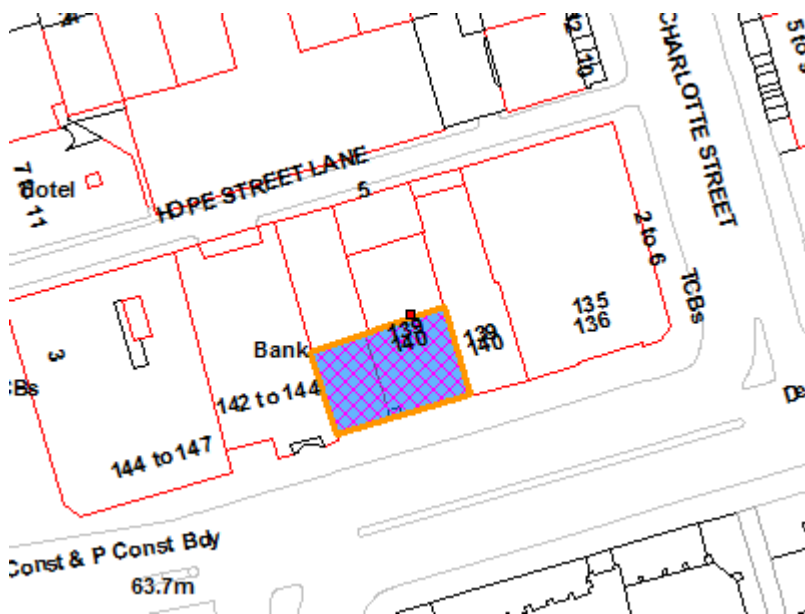 HOPE STREET LANE
CHARLOTTE STREET
5
11
2 to 6
TCBs
135
136
139
140
139
140
Bank
142 to 144
3
144 to 147
Const & P Const Bdy
63.7m